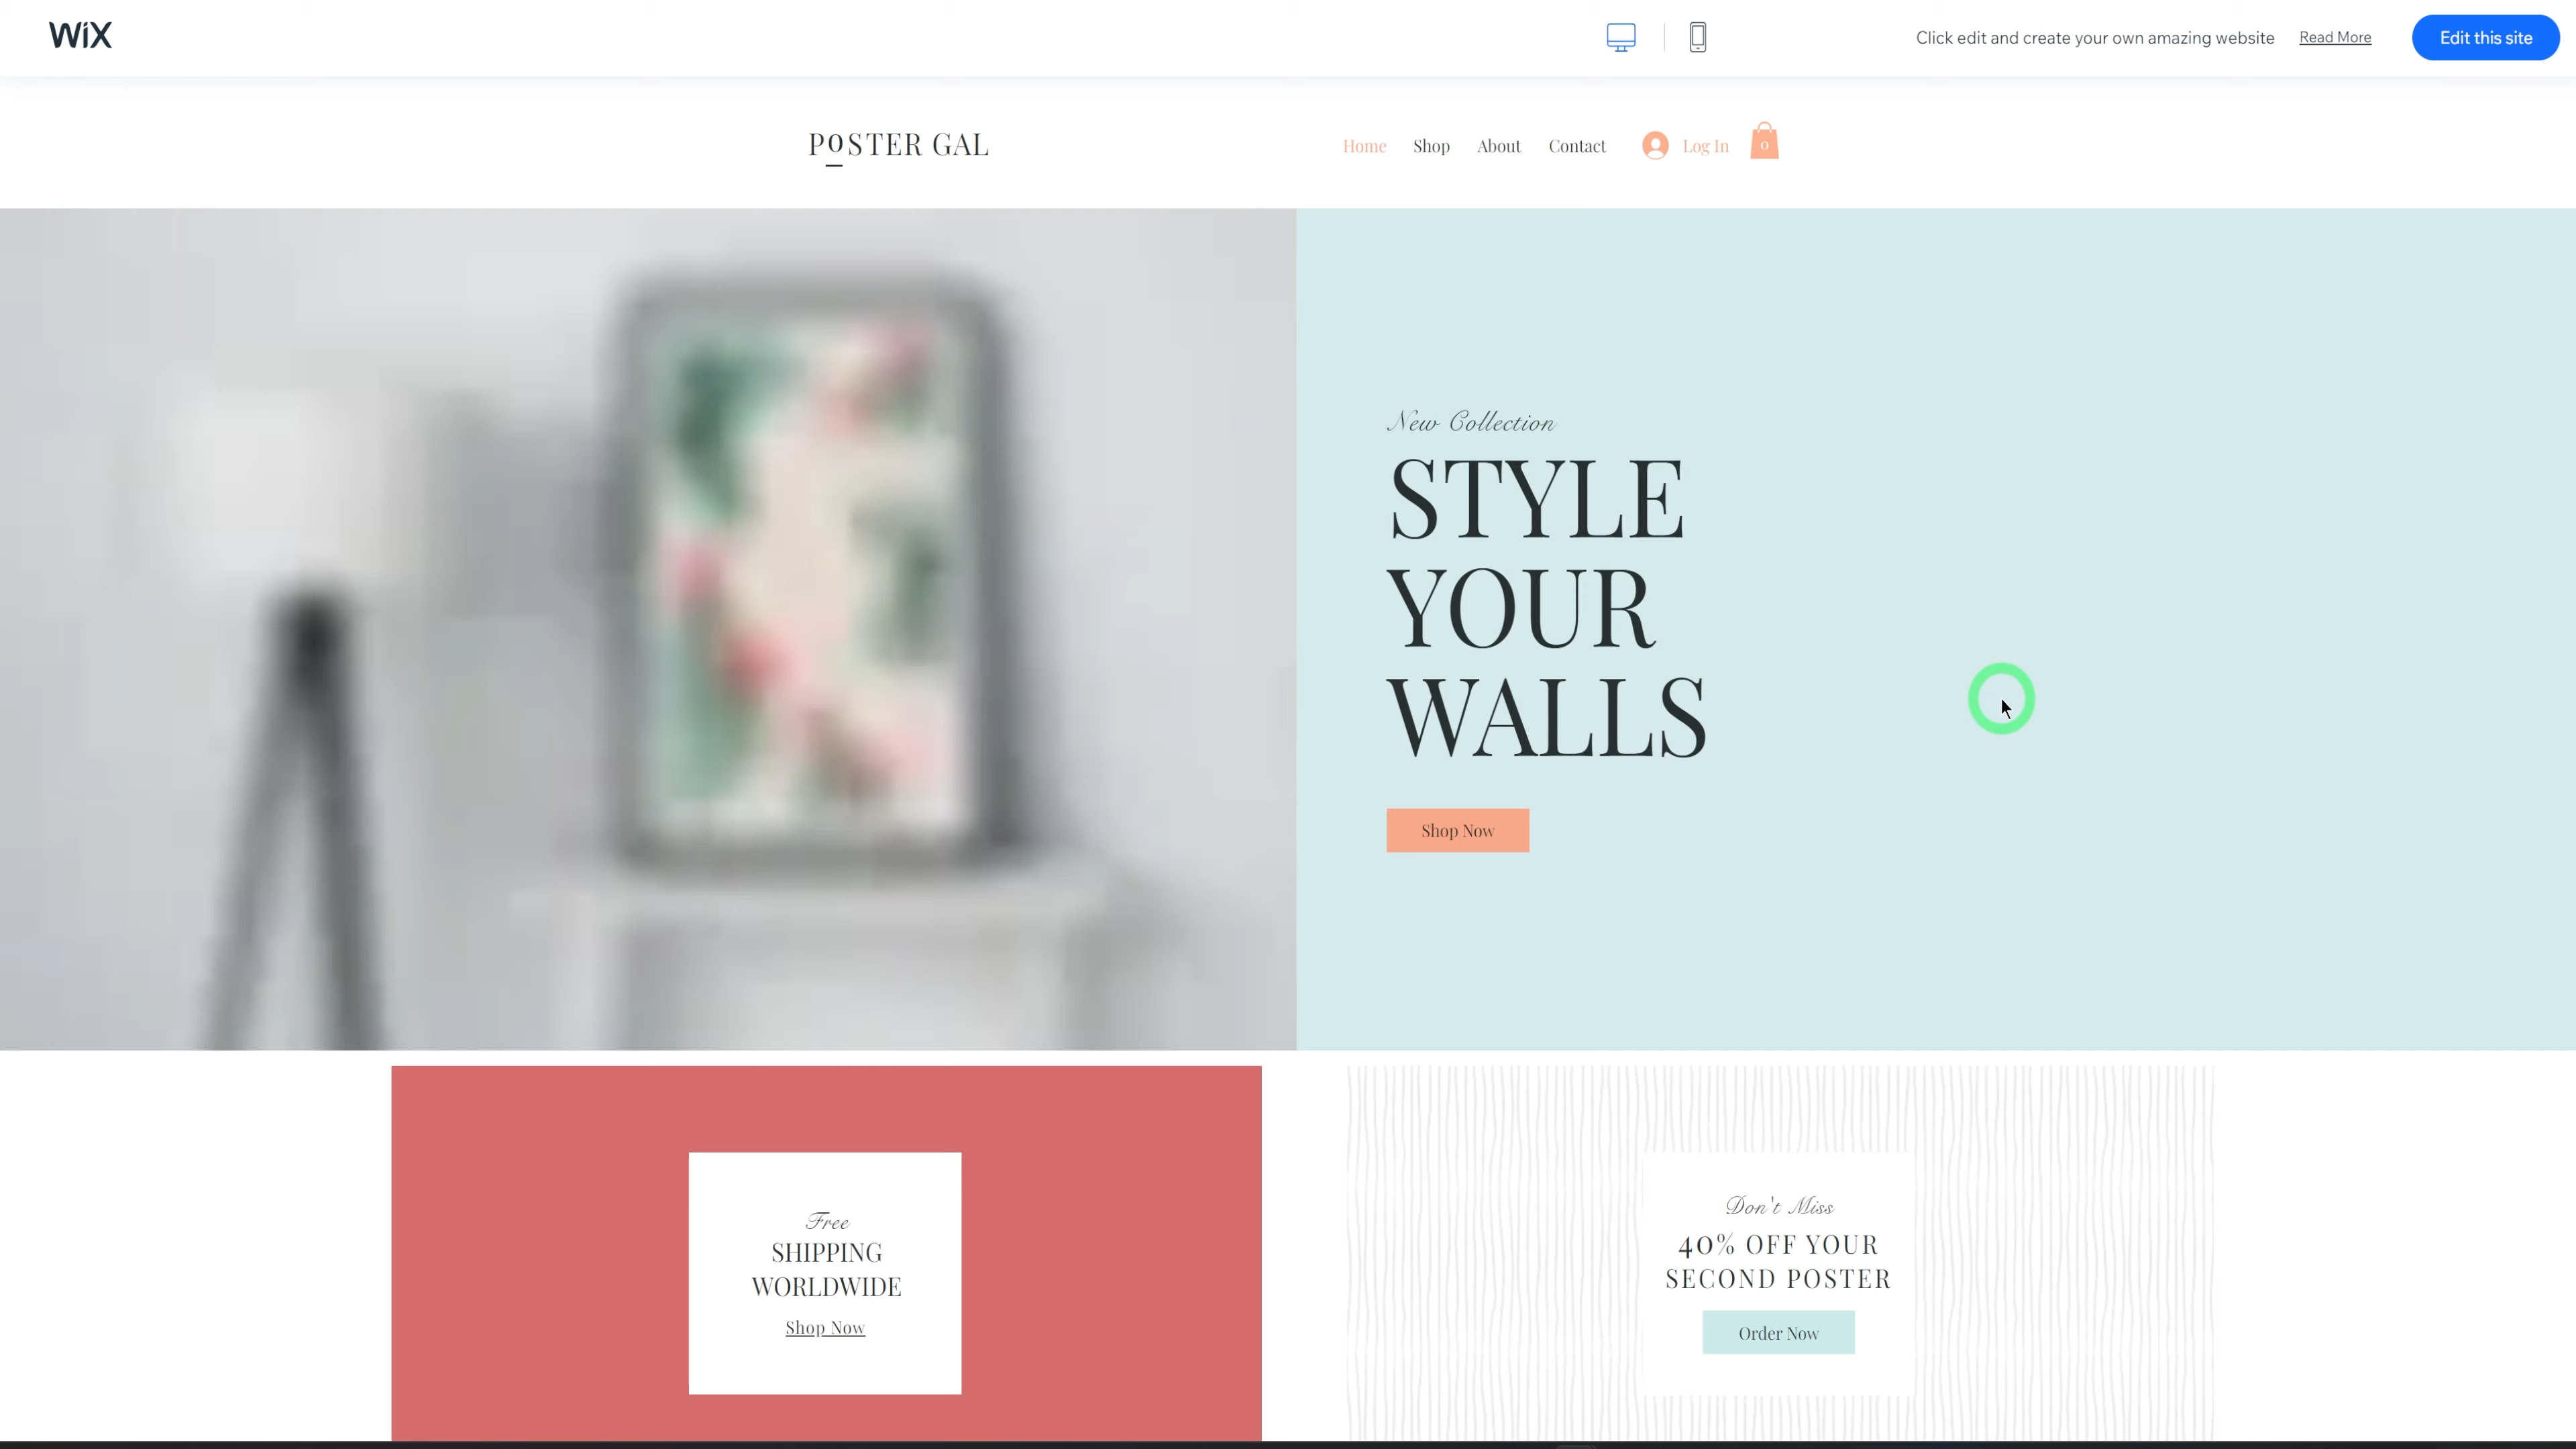 WiX
Click edit and create your own amazing website Read More Edit this site
POSTER GAL
Home Shop About Contact Log In 0
New Collection
STYLE
YOUR
WALLS
Shop Now
Free
SHIPPING
WORLDWIDE
Shop Now
Don't Miss
40% OFF YOUR
SECOND POSTER
Order Now